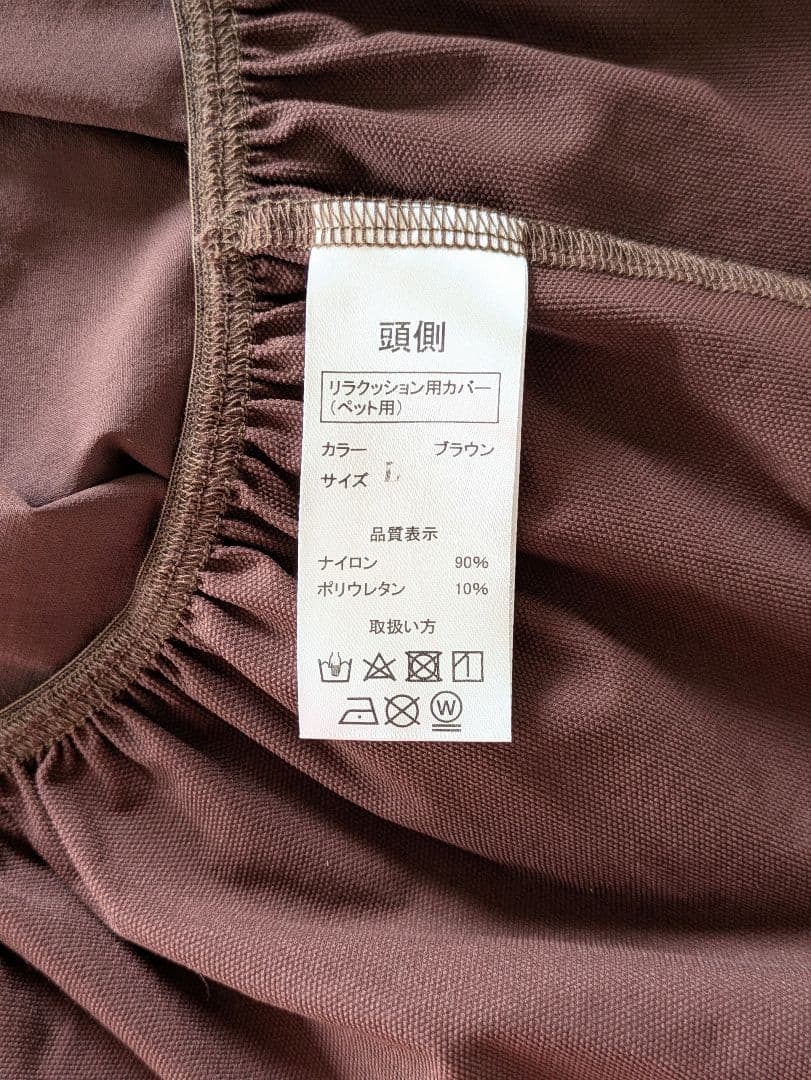 頭側
リラクッション用カバー
（ペット用）
カラー ブラウン
サイズ L
品質表示
ナイロン 90%
ポリウレタン 10%
取扱い方
W